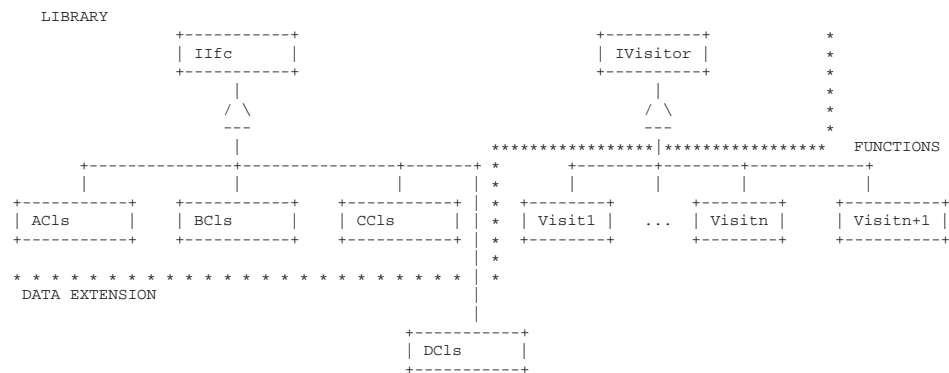 LIBRARY
IIfc
IVisitor
FUNCTIONS
ACls
BCls
CCls
Visit1
...
Visitn
Visitn+1
DATA EXTENSION
DCls